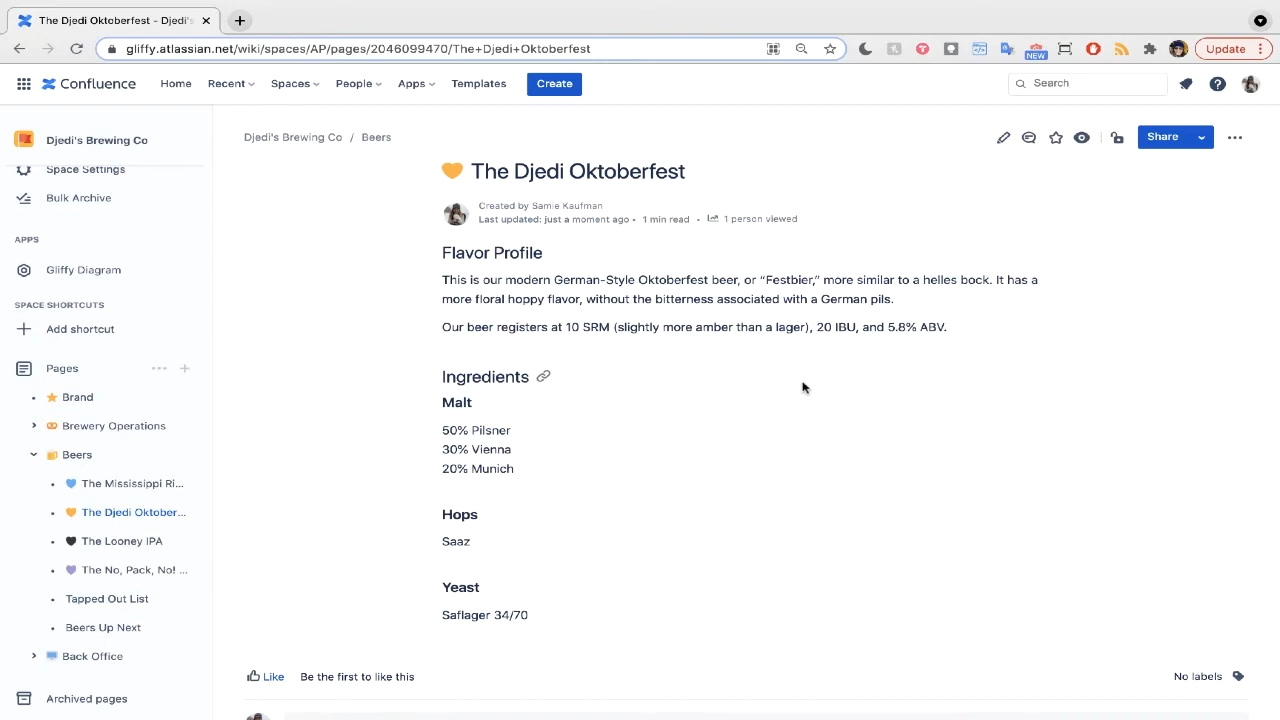 The Djedi Oktoberfest - Djedi's
gliffy.atlassian.net/wiki/spaces/AP/pages/2046099470/The+Djedi+Oktoberfest
NEW
Update
Confluence
Home
Recent
Spaces
People
Apps
Templates
Create
Search
Djedi's Brewing Co
Space Settings
Bulk Archive
APPS
Gliffy Diagram
SPACE SHORTCUTS
Add shortcut
Pages
Brand
Brewery Operations
Beers
The Mississippi Ri...
The Djedi Oktober...
The Looney IPA
The No, Pack, No! ...
Tapped Out List
Beers Up Next
Back Office
Archived pages
Djedi's Brewing Co / Beers
Share
The Djedi Oktoberfest
Created by Samie Kaufman
Last updated: just a moment ago • 1 min read • 1 person viewed
Flavor Profile
This is our modern German-Style Oktoberfest beer, or “Festbier,” more similar to a helles bock. It has a
more floral hoppy flavor, without the bitterness associated with a German pils.
Our beer registers at 10 SRM (slightly more amber than a lager), 20 IBU, and 5.8% ABV.
Ingredients
Malt
50% Pilsner
30% Vienna
20% Munich
Hops
Saaz
Yeast
Saflager 34/70
Like
Be the first to like this
No labels